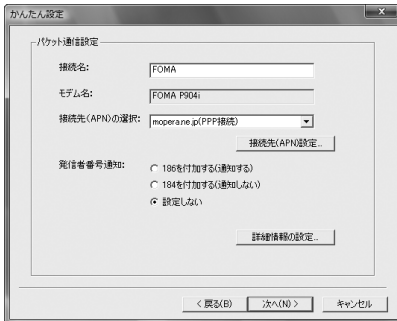 かんたん設定
パケット通信設定
接続名: FOMA
モデム名: FOMA P904i
接続先(APN)の選択: mopera.ne.jp(PPP接続)
接続先(APN)設定...
発信者番号通知: 186を付加する(通知する)
184を付加する(通知しない)
設定しない
詳細情報の設定...
< 戻る(B) 次へ(N) > キャンセル